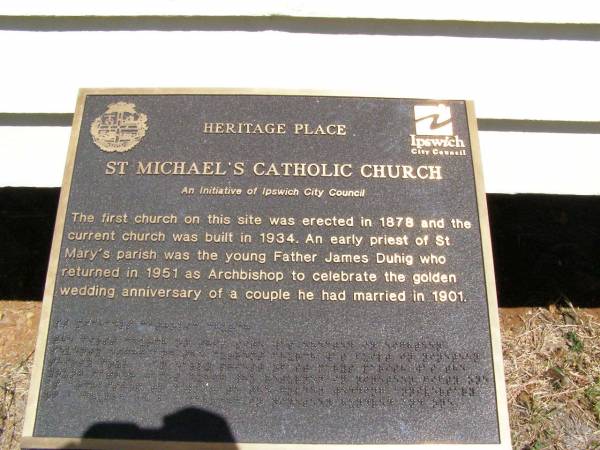 HERITAGE PLACE
Ipswich
City Council
ST MICHAEL'S CATHOLIC CHURCH
An Initiative of Ipswich City Council
The first church on this site was erected in 1878 and the
current church was built in 1934. An early priest of St
Mary's parish was the young Father James Duhig who
returned in 1951 as Archbishop to celebrate the golden
wedding anniversary of a couple he had married in 1901.